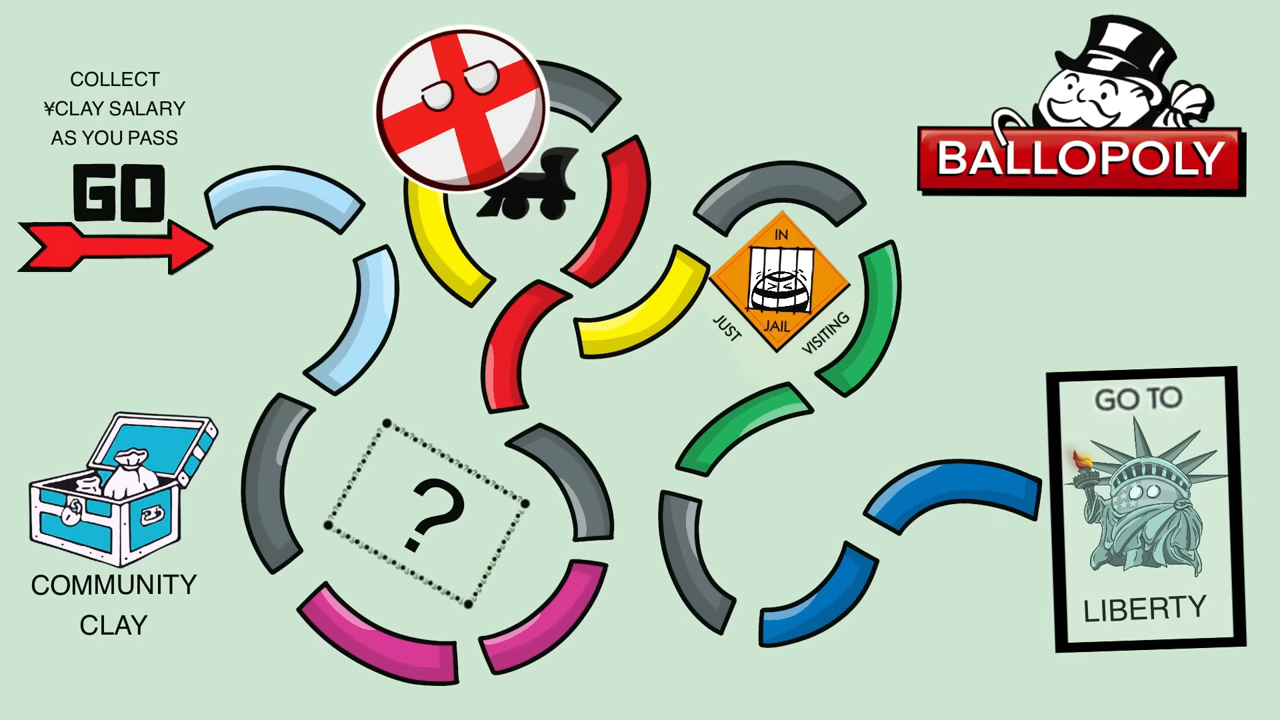 COLLECT
¥CLAY SALARY
AS YOU PASS
GO
BALLOPOLY
IN
JAIL
JUST
VISITING
?
COMMUNITY
CLAY
GO TO
LIBERTY